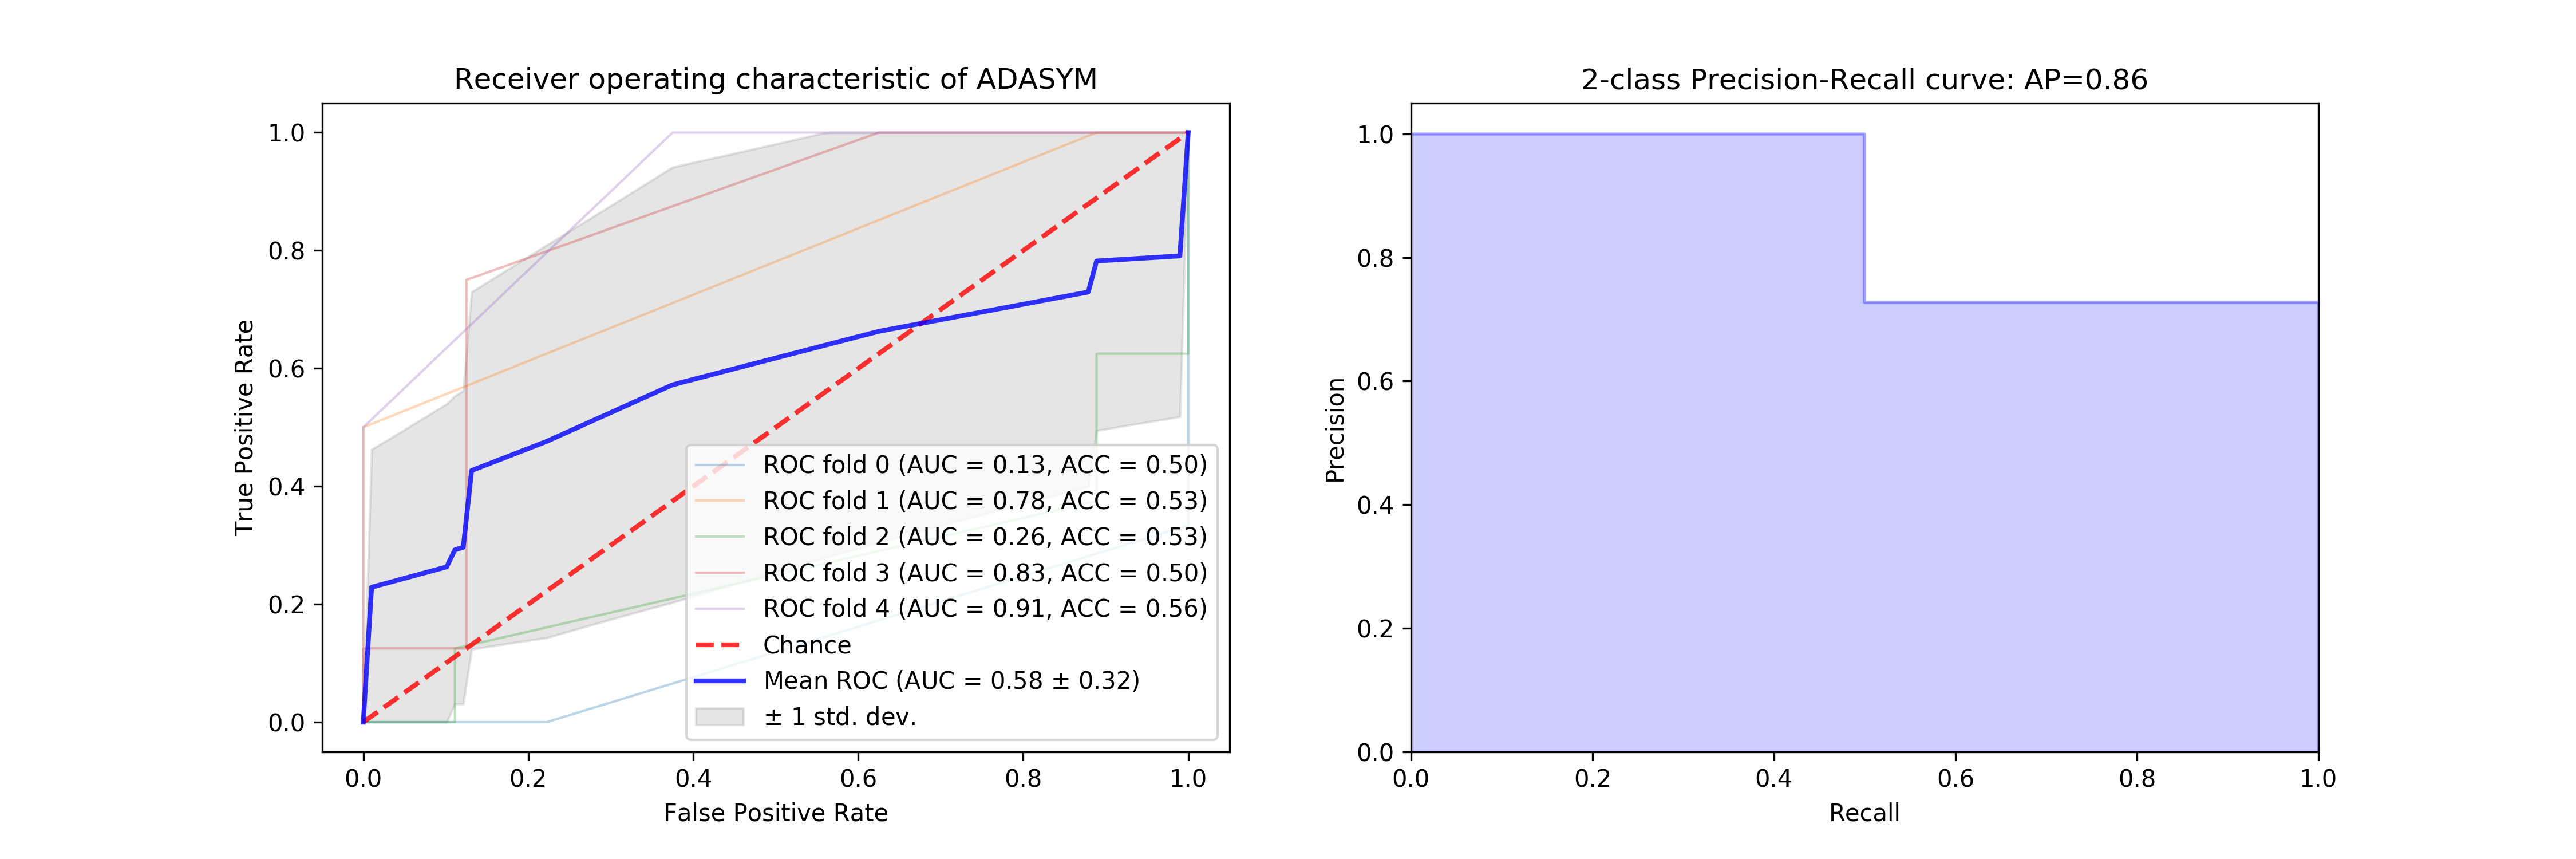 Receiver operating characteristic of ADASYM
True Positive Rate
1.0
0.8
0.6
0.4
0.2
0.0
ROC fold 0 (AUC = 0.13, ACC = 0.50)
ROC fold 1 (AUC = 0.78, ACC = 0.53)
ROC fold 2 (AUC = 0.26, ACC = 0.53)
ROC fold 3 (AUC = 0.83, ACC = 0.50)
ROC fold 4 (AUC = 0.91, ACC = 0.56)
Chance
Mean ROC (AUC = 0.58 ± 0.32)
± 1 std. dev.
0.0 0.2 0.4 0.6 0.8 1.0
False Positive Rate
2-class Precision-Recall curve: AP=0.86
Precision
1.0
0.8
0.6
0.4
0.2
0.0
0.0 0.2 0.4 0.6 0.8 1.0
Recall